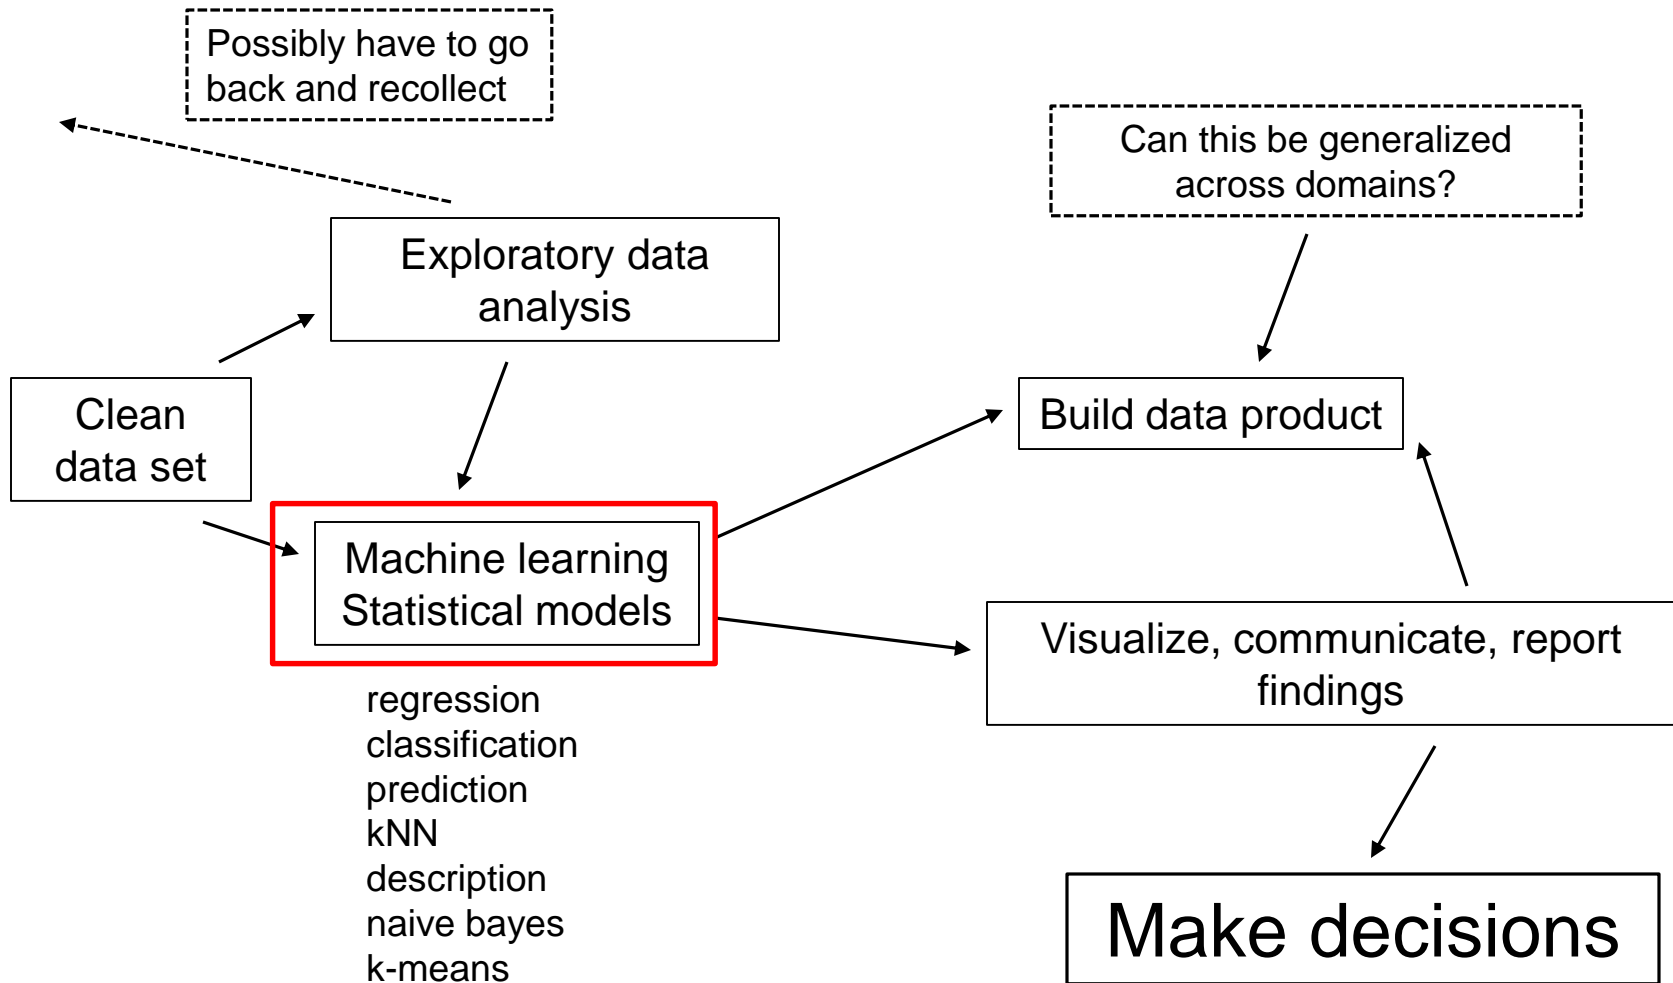 Possibly have to go
back and recollect
Can this be generalized
across domains?
Exploratory data
analysis
Clean
data set
Build data product
Machine learning
Statistical models
Visualize, communicate, report
findings
regression
classification
prediction
kNN
description
naive bayes
k-means
Make decisions